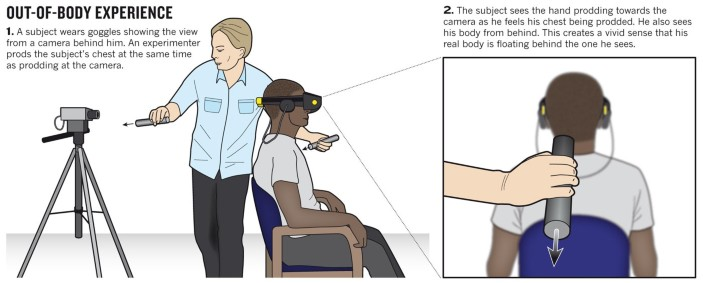 OUT-OF-BODY EXPERIENCE
1. A subject wears goggles showing the view
from a camera behind him. An experimenter
prods the subject's chest at the same time
as prodding at the camera.
2. The subject sees the hand prodding towards the
camera as he feels his chest being prodded. He also sees
his body from behind. This creates a vivid sense that his
real body is floating behind the one he sees.